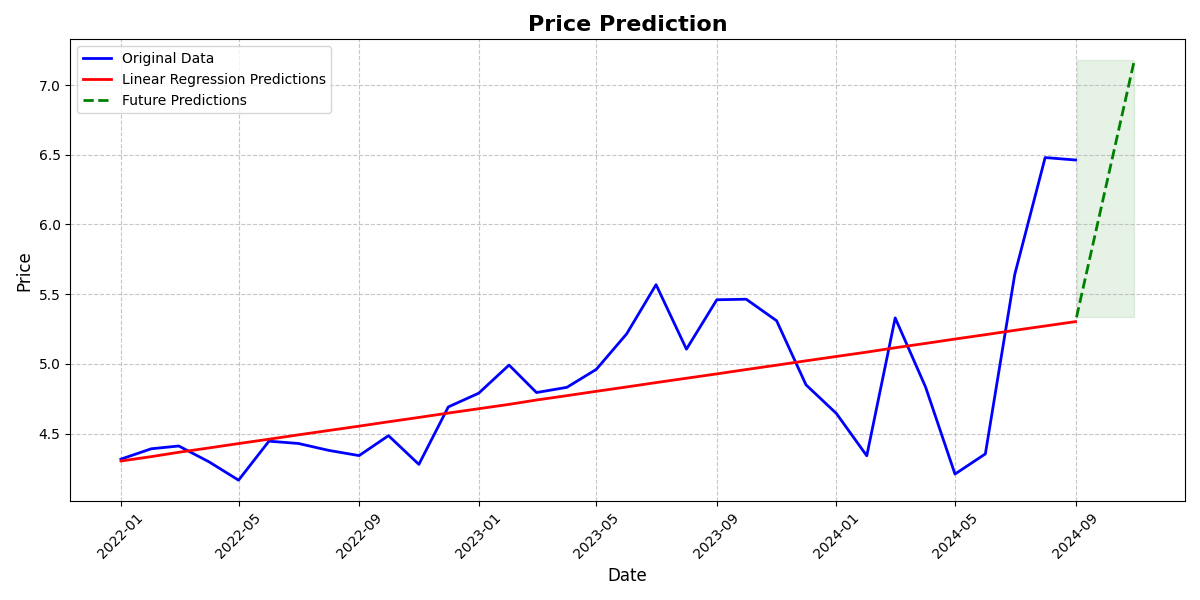 Price Prediction
Original Data
Linear Regression Predictions
Future Predictions
Price
7.0
6.5
6.0
5.5
5.0
4.5
2022-01
2022-05
2022-09
2023-01
2023-05
2023-09
2024-01
2024-05
2024-09
Date